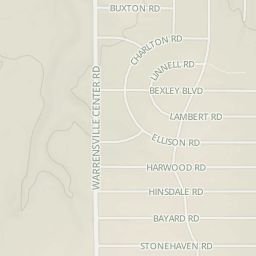 BUXTON RD
CHARLTON RD
LINNELL RD
WARRENSVILLE CENTER RD
BEXLEY BLVD
LAMBERT RD
ELLISON RD
HARWOOD RD
HINSDALE RD
BAYARD RD
STONEHAVEN RD